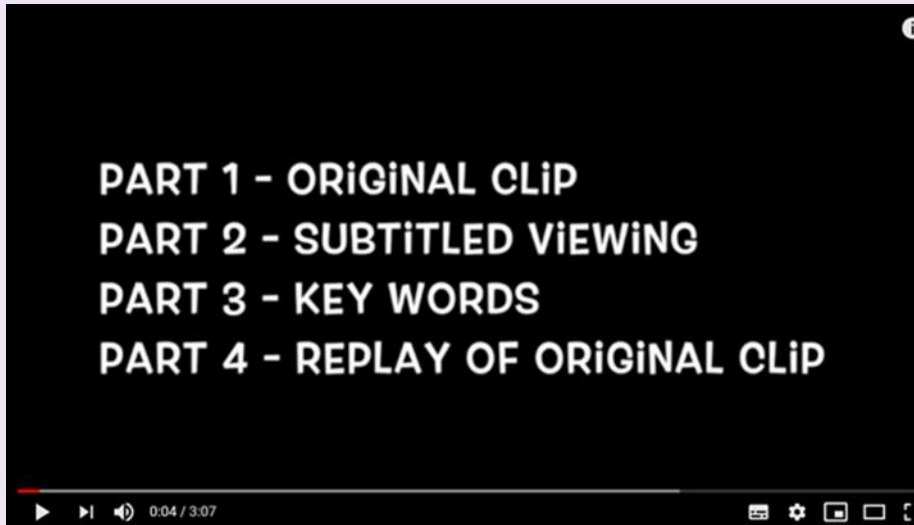 PART 1 - ORiGiNAL CLiP
PART 2 - SUBTiTLED ViEWiNG
PART 3 - KEY WORDS
PART 4 - REPLAY OF ORiGiNAL CLiP
0:04 / 3:07